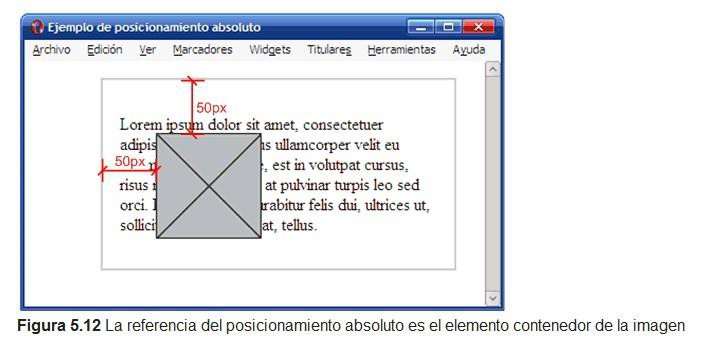 Ejemplo de posicionamiento absoluto
Archivo Edición Ver Marcadores Widgets Titulares Herramientas Ayuda
50px
Lorem ipsum dolor sit amet, consectetuer
adipis s ullamcorper velit eu
50px e, est in volutpat cursus,
risus at pulvinar turpis leo sed
orci. urabitur felis dui, ultrices ut,
sollici at, tellus.
Figura 5.12 La referencia del posicionamiento absoluto es el elemento contenedor de la imagen